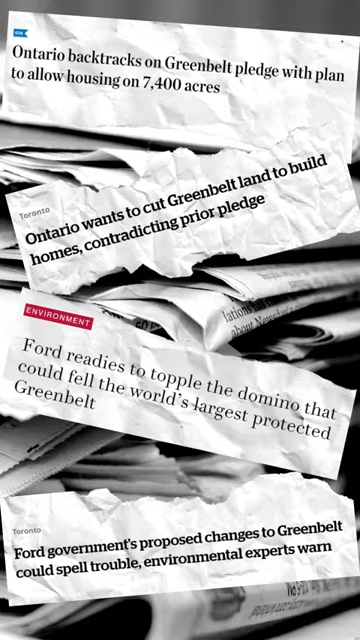 Ontario backtracks on Greenbelt pledge with plan
to allow housing on 7,400 acres
Toronto
Ontario wants to cut Greenbelt land to build
homes, contradicting prior pledge
ENVIRONMENT
Ford readies to topple the domino that
could fell the world's largest protected
Greenbelt
Toronto
Ford government's proposed changes to Greenbelt
could spell trouble, environmental experts warn